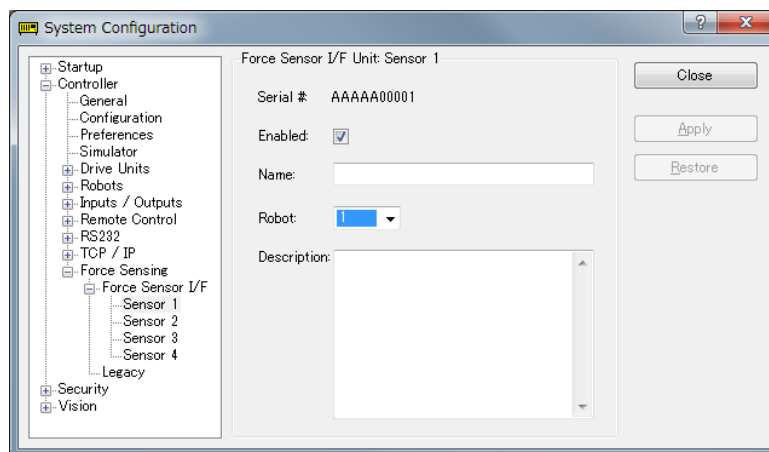 System Configuration
Startup
Controller
General
Configuration
Preferences
Simulator
Drive Units
Robots
Inputs / Outputs
Remote Control
RS232
TCP / IP
Force Sensing
Force Sensor I/F
Sensor 1
Sensor 2
Sensor 3
Sensor 4
Legacy
Security
Vision
Force Sensor I/F Unit: Sensor 1
Serial #: AAAAA00001
Enabled:
Name:
Robot: 1
Description:
Close
Apply
Restore